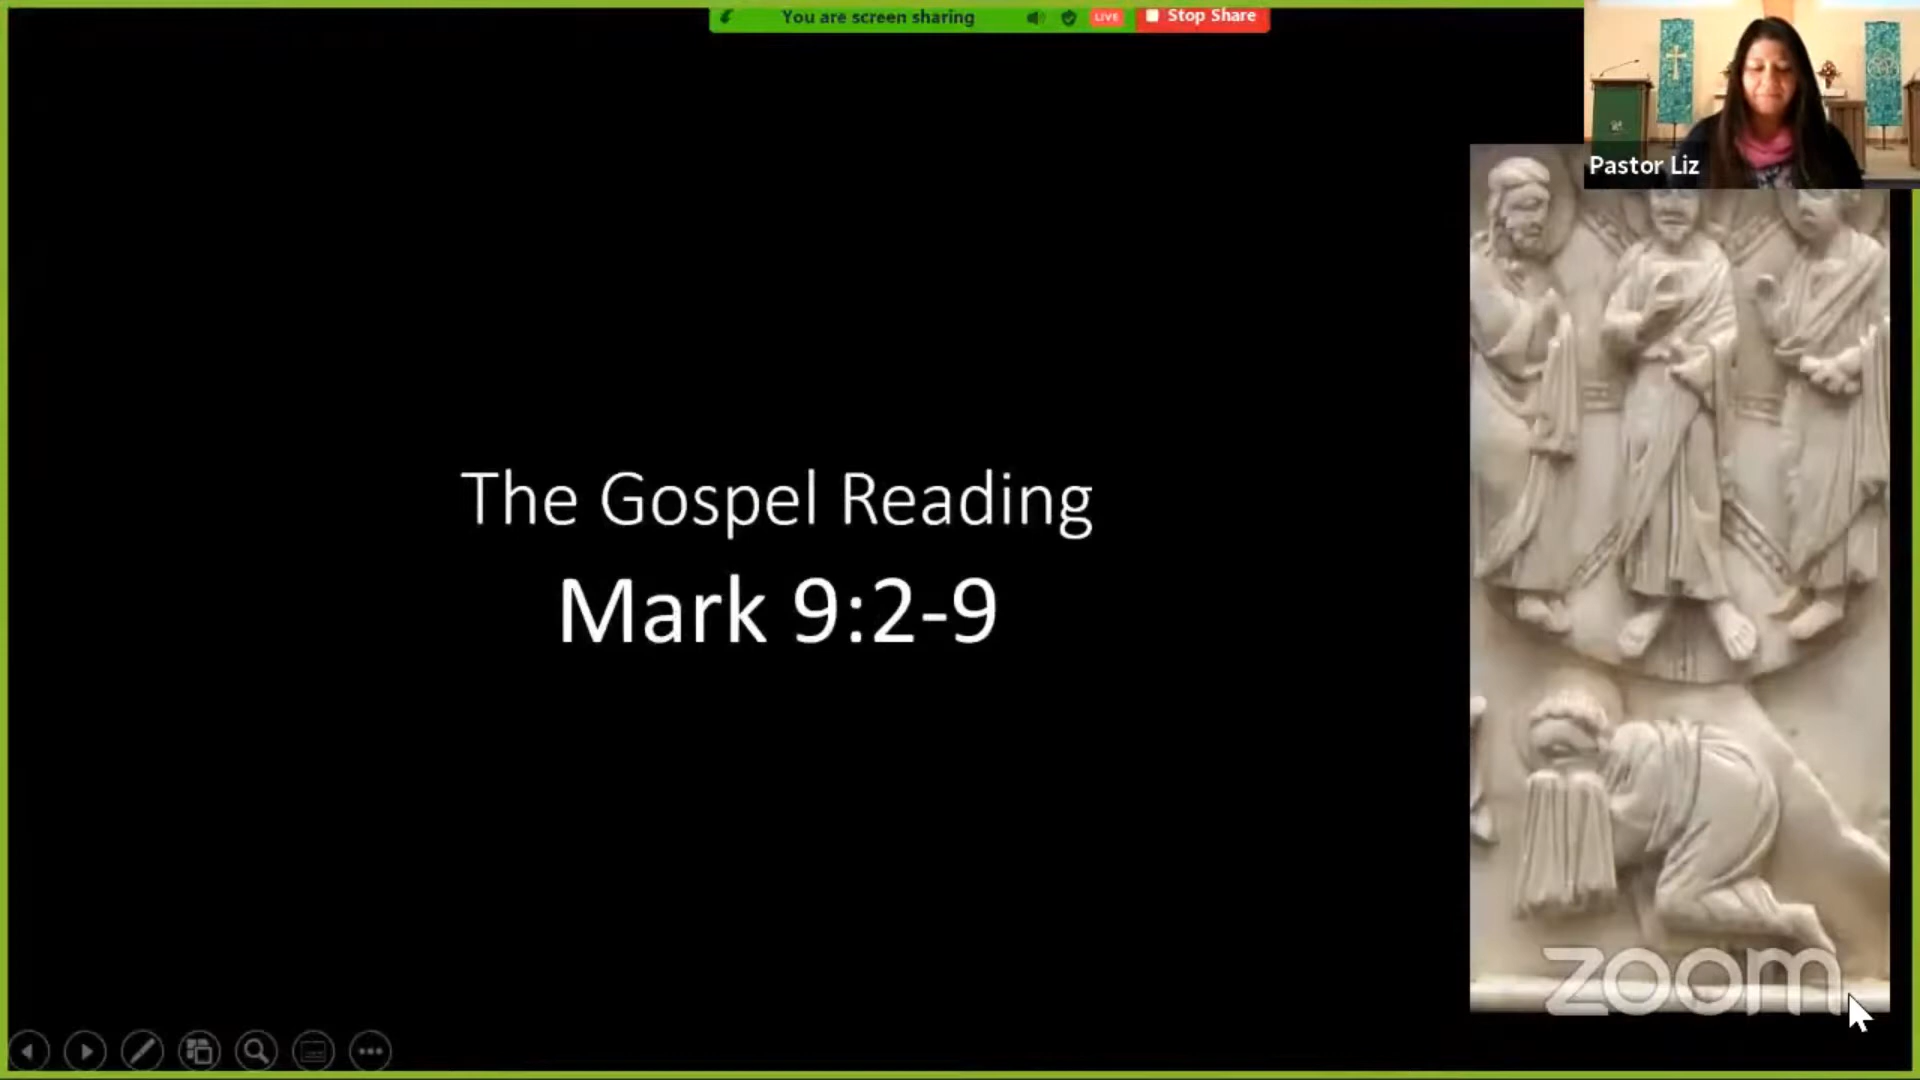 You are screen sharing
LIVE
Stop Share
Pastor Liz
The Gospel Reading
Mark 9:2-9
zoom